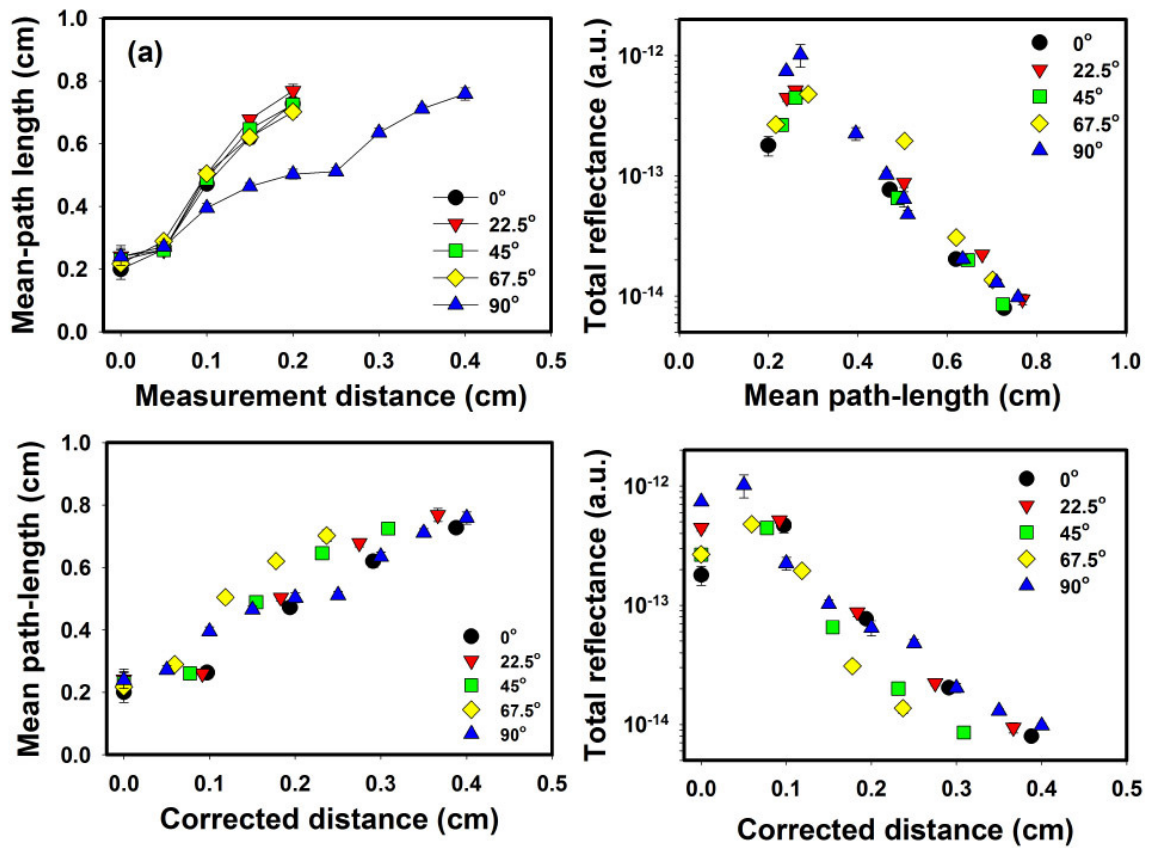 (a)
Mean-path length (cm)
1.0
0.8
0.6
0.4
0.2
0.0
0.0 0.1 0.2 0.3 0.4 0.5
Measurement distance (cm)
0°
22.5°
45°
67.5°
90°
Total reflectance (a.u.)
10⁻¹²
10⁻¹³
10⁻¹⁴
0.0 0.2 0.4 0.6 0.8 1.0
Mean path-length (cm)
0°
22.5°
45°
67.5°
90°
Mean path-length (cm)
1.0
0.8
0.6
0.4
0.2
0.0
0.0 0.1 0.2 0.3 0.4 0.5
Corrected distance (cm)
0°
22.5°
45°
67.5°
90°
Total reflectance (a.u.)
10⁻¹²
10⁻¹³
10⁻¹⁴
0.0 0.1 0.2 0.3 0.4 0.5
Corrected distance (cm)
0°
22.5°
45°
67.5°
90°